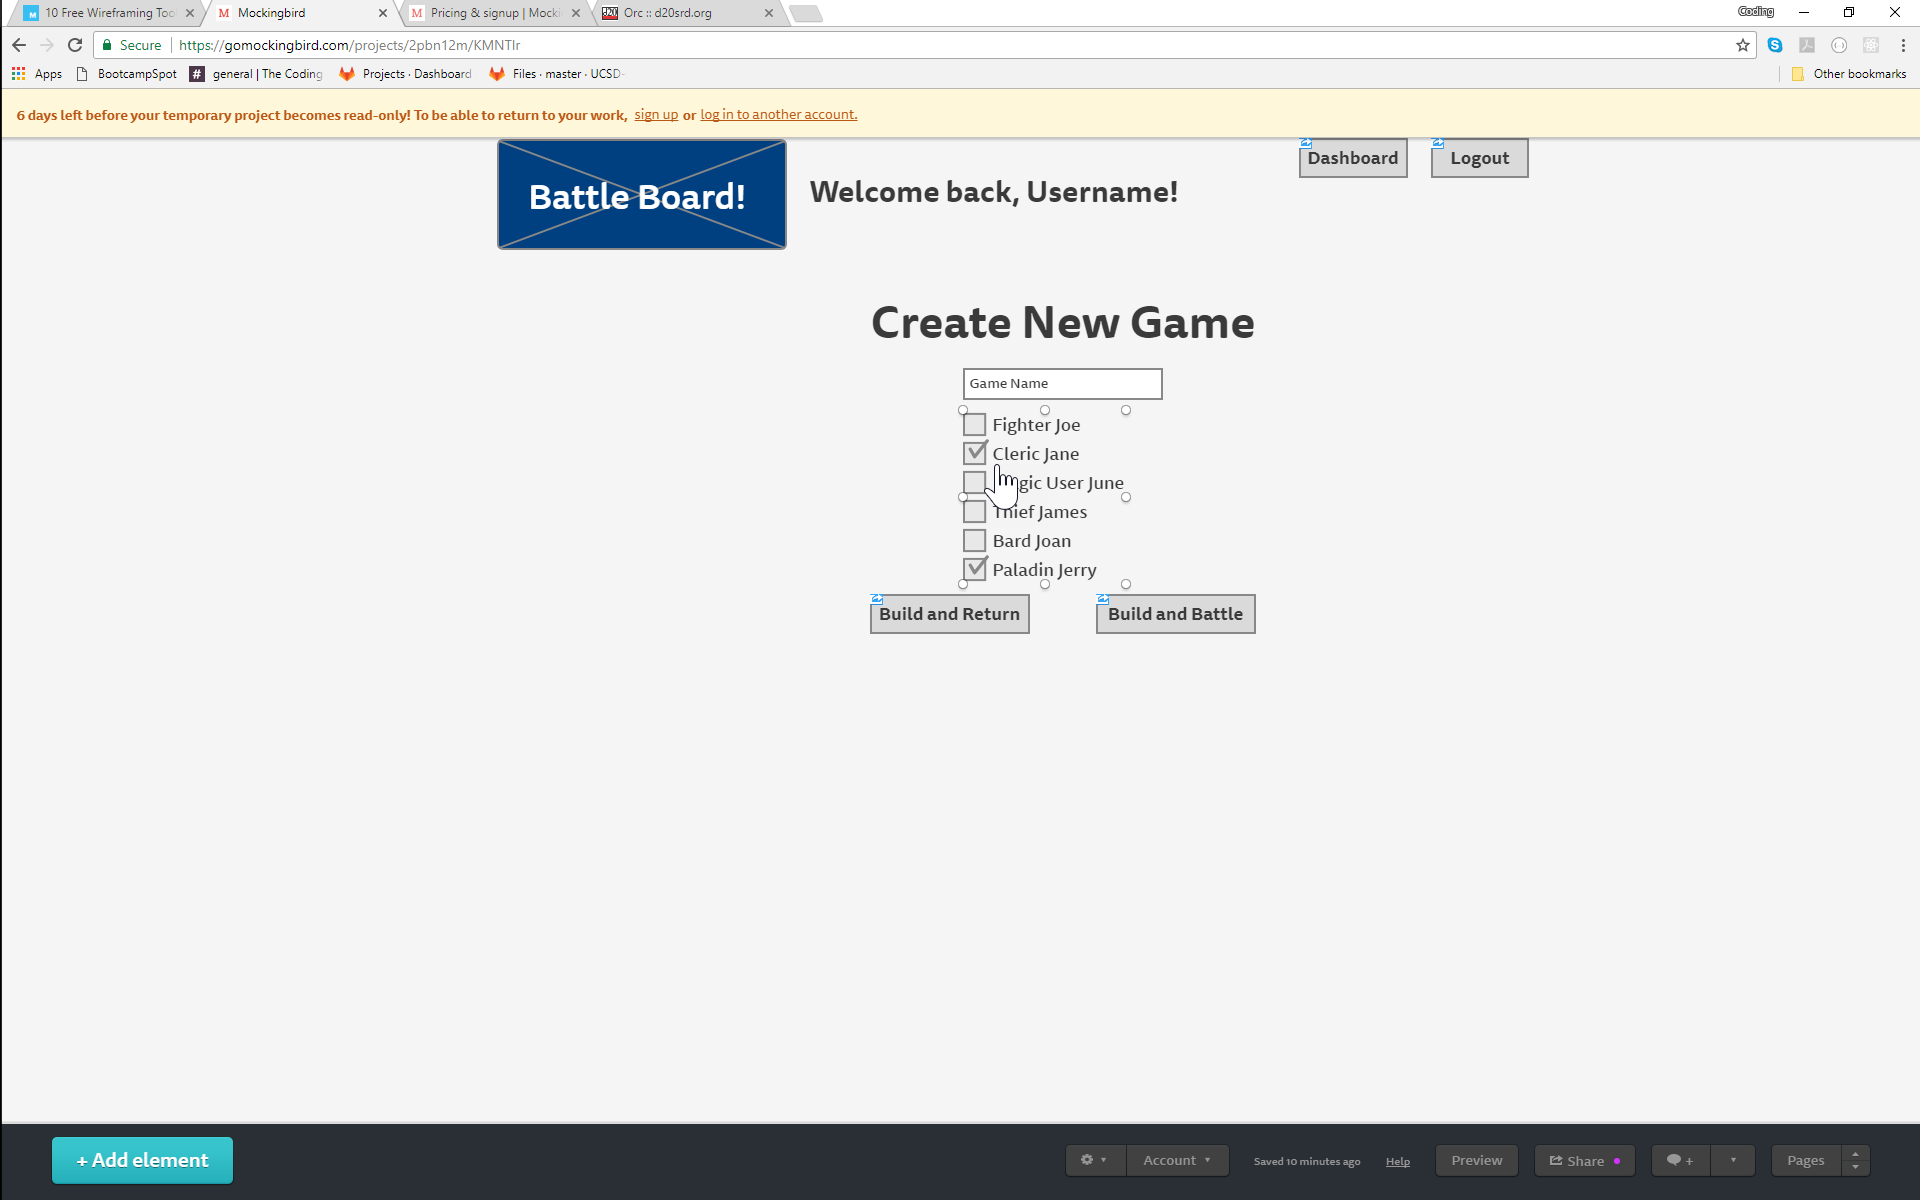 10 Free Wireframing Too
Mockingbird
Pricing & signup | Mocki
Orc :: d20srd.org
Coding
Secure
https://gomockingbird.com/projects/2pbn12m/KMNTIr
Apps
BootcampSpot
general | The Coding
Projects · Dashboard
Files · master · UCSD-
Other bookmarks
6 days left before your temporary project becomes read-only! To be able to return to your work, sign up or log in to another account.
Battle Board!
Welcome back, Username!
Dashboard
Logout
Create New Game
Game Name
Fighter Joe
Cleric Jane
gic User June
Thief James
Bard Joan
Paladin Jerry
Build and Return
Build and Battle
+ Add element
Account
Saved 10 minutes ago
Help
Preview
Share
+
Pages